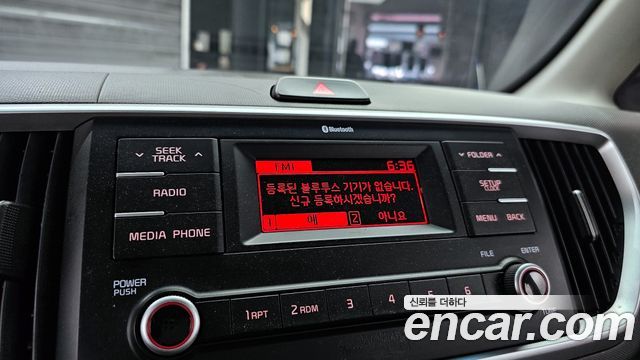 Bluetooth
SEEK TRACK
FOLDER
FM1 6:36
등록된 블루투스 기기가 없습니다.
신규 등록하시겠습니까?
1 예 2 아니요
RADIO
SETUP
CLOCK
MEDIA PHONE
MENU BACK
FILE ENTER
POWER
PUSH
1 RPT 2 RDM 3 4 5 6
신뢰를 더하다
encar.com